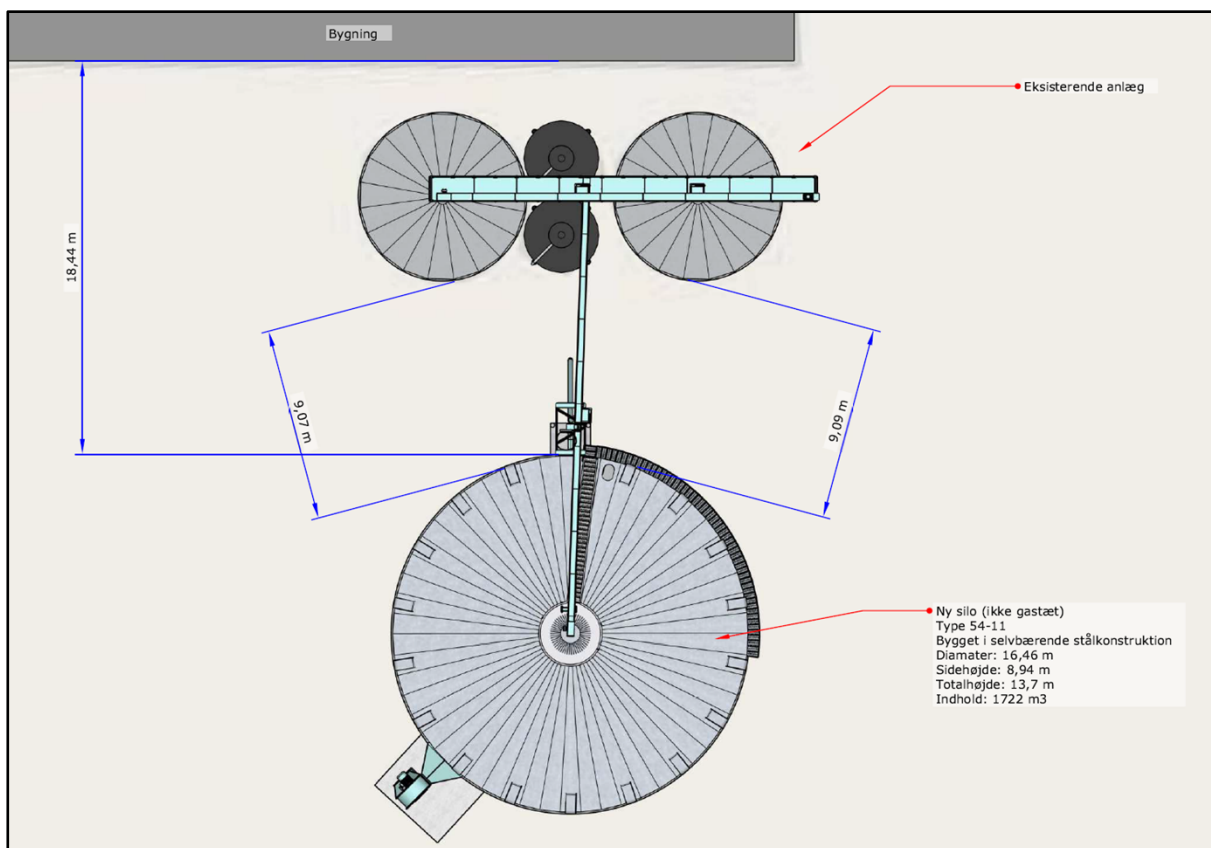 Bygning
Eksisterende anlæg
18,44 m
9,07 m
9,09 m
Ny silo (ikke gastæt)
Type 54-11
Bygget i selvbærende stålkonstruktion
Diamater: 16,46 m
Sidehøjde: 8,94 m
Totalhøjde: 13,7 m
Indhold: 1722 m3